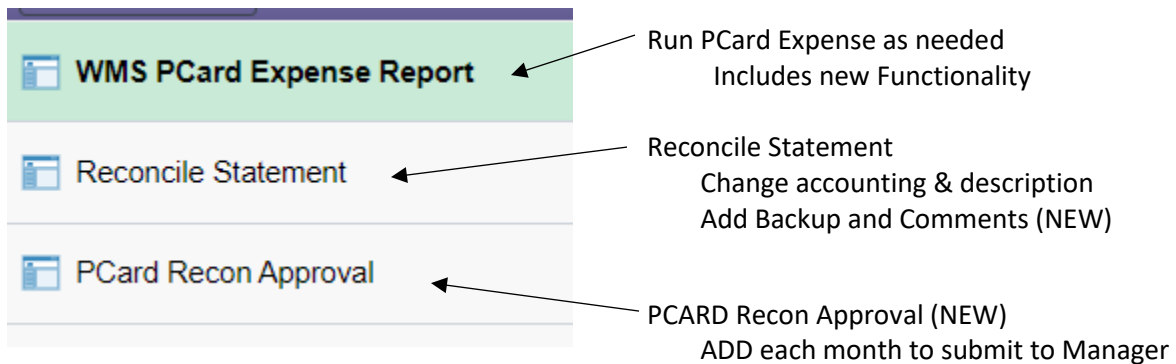 WMS PCard Expense Report
Run PCard Expense as needed
Includes new Functionality
Reconcile Statement
Reconcile Statement
Change accounting & description
Add Backup and Comments (NEW)
PCard Recon Approval
PCARD Recon Approval (NEW)
ADD each month to submit to Manager